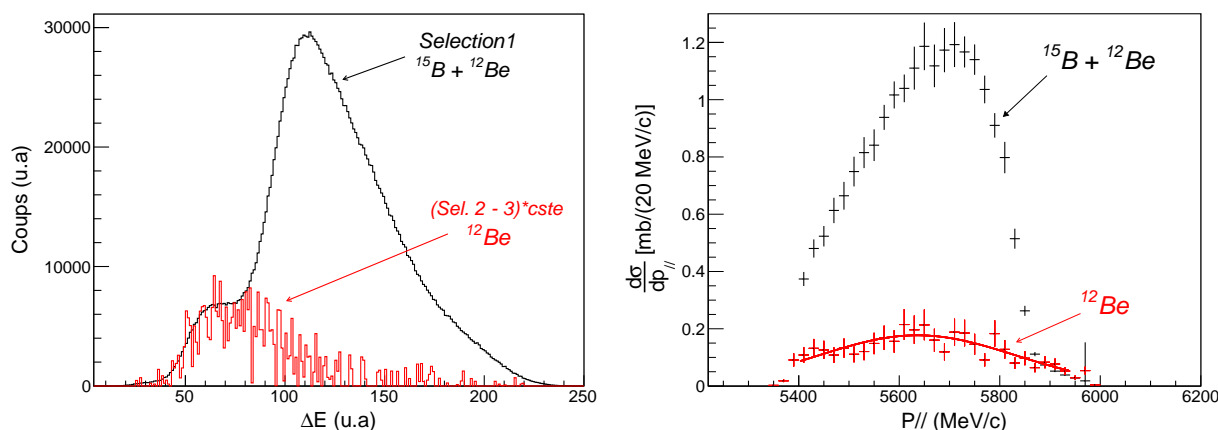 30000
20000
10000
0
Coups (u.a)
Selection1
¹⁵B + ¹²Be
(Sel. 2 - 3)*cste
¹²Be
50
100
150
200
250
ΔE (u.a)
1.2
1
0.8
0.6
0.4
0.2
0
dσ/dp// [mb/(20 MeV/c)]
¹⁵B + ¹²Be
¹²Be
5400
5600
5800
6000
6200
P// (MeV/c)